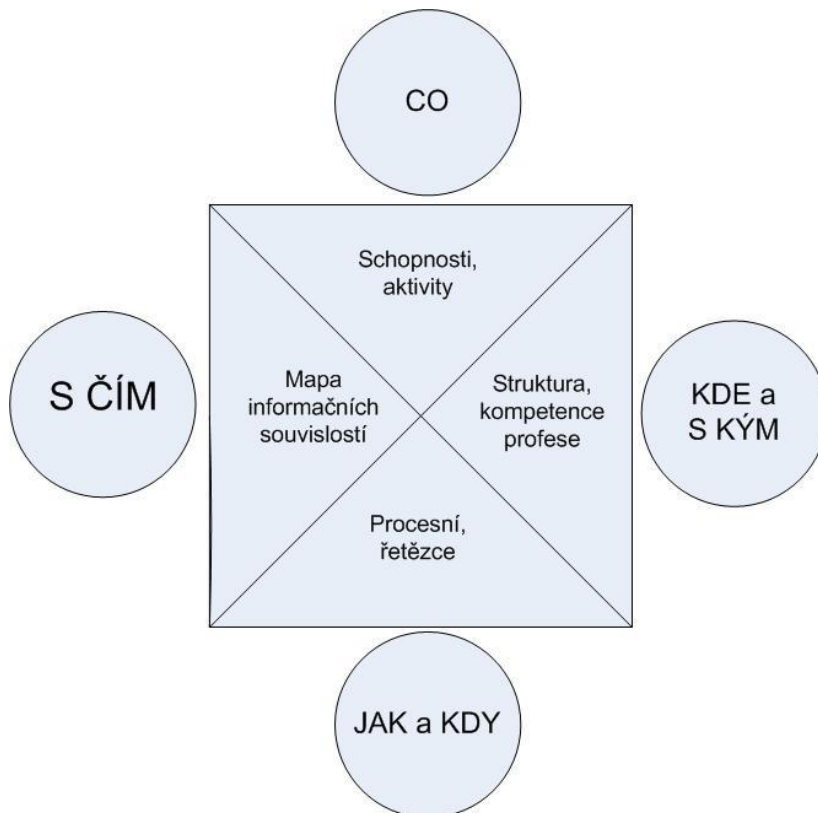 CO
Schopnosti,
aktivity
S ČÍM
Mapa
informačních
souvislostí
Struktura,
kompetence
profese
KDE a
S KÝM
Procesní,
řetězce
JAK a KDY